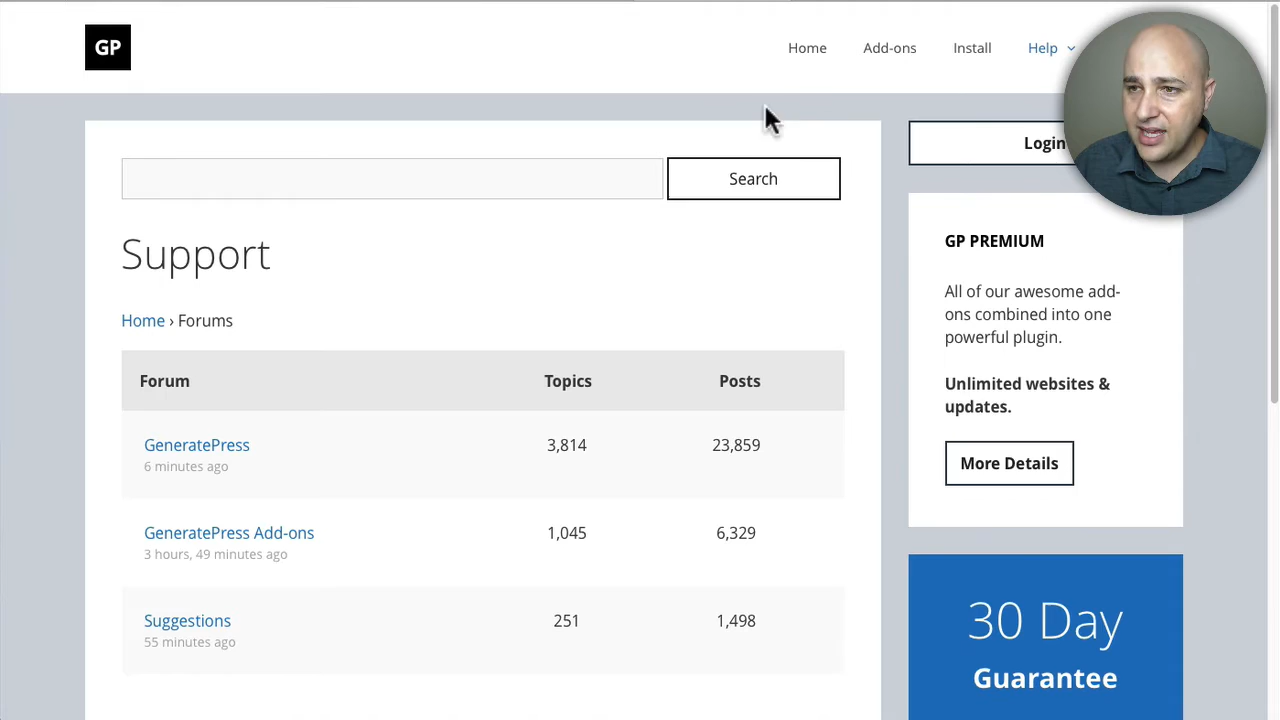 GP
Home Add-ons Install Help
Login
Search
Support
Home › Forums
Forum Topics Posts
GeneratePress 3,814 23,859
6 minutes ago
GeneratePress Add-ons 1,045 6,329
3 hours, 49 minutes ago
Suggestions 251 1,498
55 minutes ago
GP PREMIUM
All of our awesome add-
ons combined into one
powerful plugin.
Unlimited websites &
updates.
More Details
30 Day
Guarantee